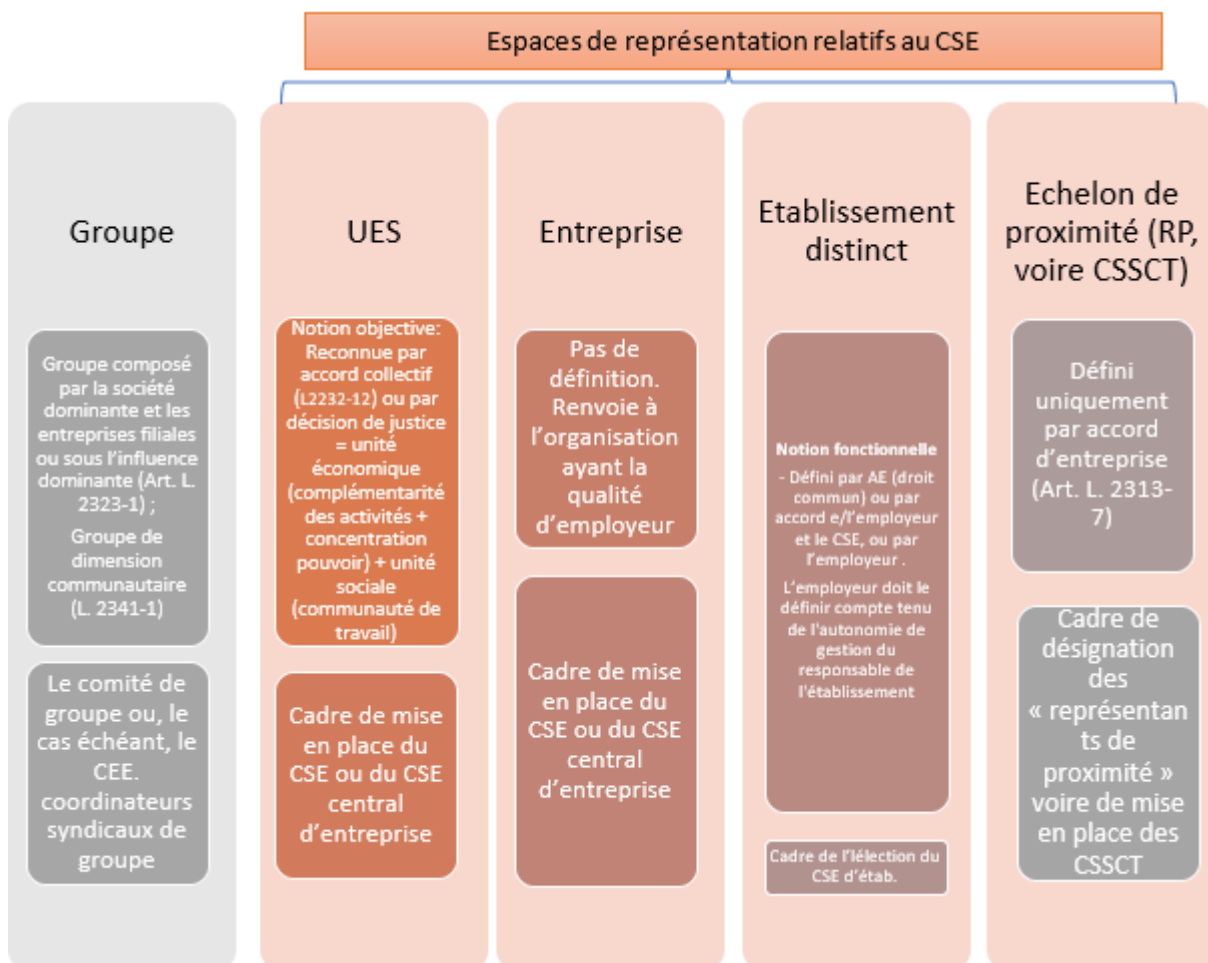 Espaces de représentation relatifs au CSE
Groupe
Groupe composé
par la société
dominante et les
entreprises filiales
ou sous l'influence
dominante (Art. L.
2323-1) ;
Groupe de
dimension
communautaire
(L. 2341-1)
Le comité de
groupe ou, le
cas échéant, le
CEE.
coordinateurs
syndicaux de
groupe
UES
Notion objective:
Reconnue par
accord collectif
(L2232-12) ou par
décision de justice
= unité
économique
(complémentarité
des activités +
concentration
pouvoir) + unité
sociale
(communauté de
travail)
Cadre de mise
en place du
CSE ou du CSE
central
d'entreprise
Entreprise
Pas de
définition.
Renvoie à
l'organisation
ayant la
qualité
d'employeur
Cadre de mise
en place du
CSE ou du CSE
central
d'entreprise
Etablissement
distinct
Notion fonctionnelle
- Défini par AE (droit
commun) ou par
accord e/l'employeur
et le CSE, ou par
l'employeur .
L'employeur doit le
définir compte tenu
de l'autonomie de
gestion du
responsable de
l'établissement
Cadre de l'lélection du
CSE d'étab.
Echelon de
proximité (RP,
voire CSSCT)
Défini
uniquement
par accord
d'entreprise
(Art. L. 2313-
7)
Cadre de
désignation
des
« représentan
ts de
proximité »
voire de mise
en place des
CSSCT